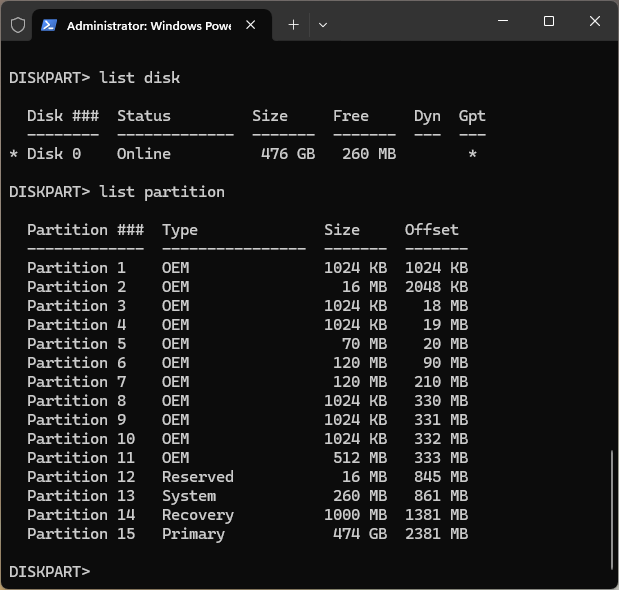 Administrator: Windows Powe
DISKPART> list disk
Disk ### Status Size Free Dyn Gpt
-------- ------------- ------- ------- --- ---
* Disk 0 Online 476 GB 260 MB *
DISKPART> list partition
Partition ### Type Size Offset
------------- ---------------- ------- -------
Partition 1 OEM 1024 KB 1024 KB
Partition 2 OEM 16 MB 2048 KB
Partition 3 OEM 1024 KB 18 MB
Partition 4 OEM 1024 KB 19 MB
Partition 5 OEM 70 MB 20 MB
Partition 6 OEM 120 MB 90 MB
Partition 7 OEM 120 MB 210 MB
Partition 8 OEM 1024 KB 330 MB
Partition 9 OEM 1024 KB 331 MB
Partition 10 OEM 1024 KB 332 MB
Partition 11 OEM 512 MB 333 MB
Partition 12 Reserved 16 MB 845 MB
Partition 13 System 260 MB 861 MB
Partition 14 Recovery 1000 MB 1381 MB
Partition 15 Primary 474 GB 2381 MB
DISKPART>